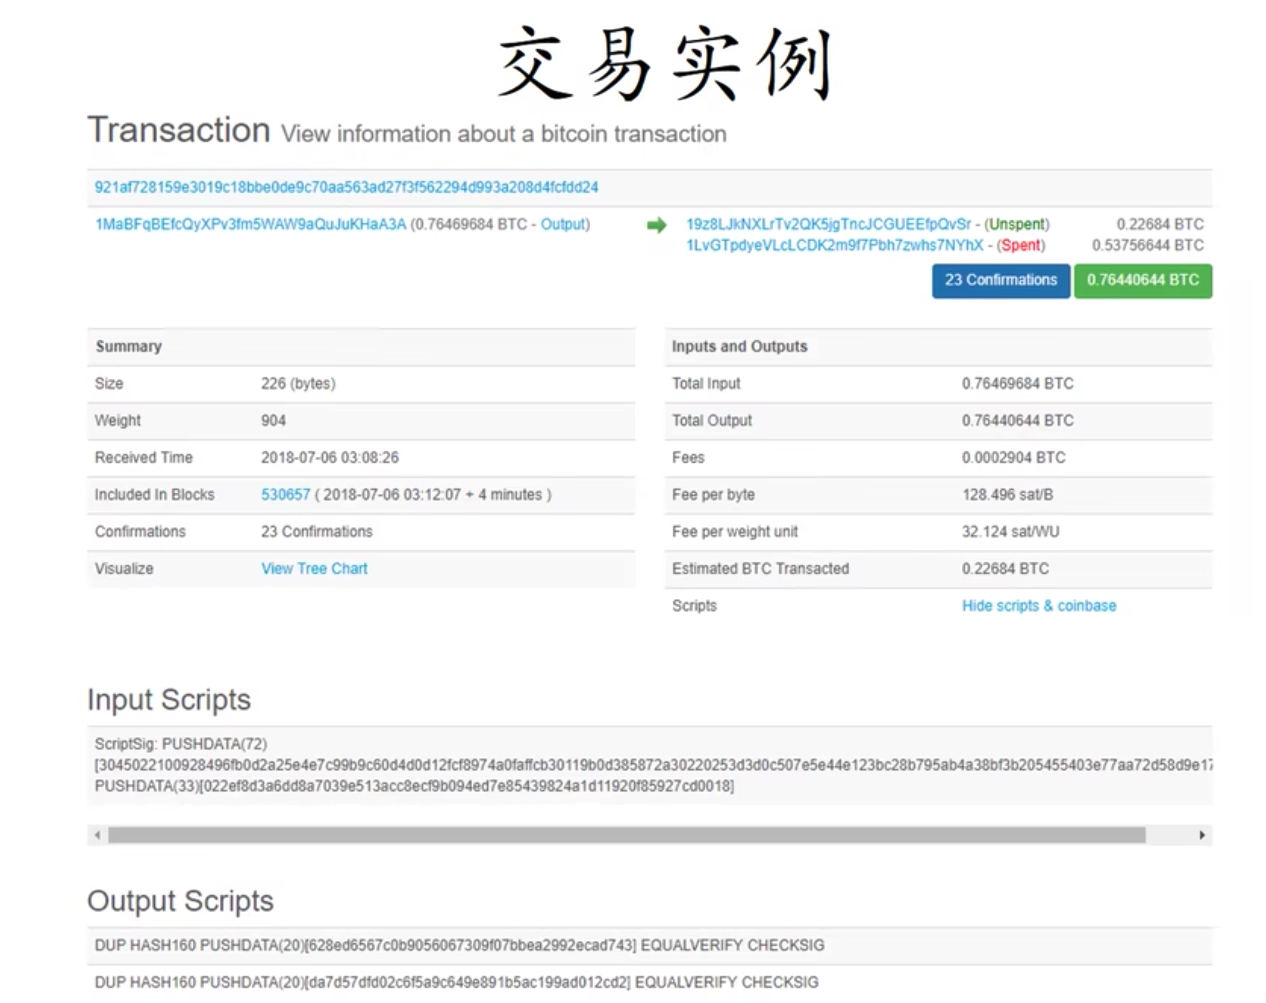 交易实例
Transaction View information about a bitcoin transaction
921af728159e3019c18bbe0de9c70aa563ad27f3f562294d993a208d4fcfdd24
1MaBFqBEfcQyXPv3fm5WAW9aQuJuKHaA3A (0.76469684 BTC - Output)
19z8LJkNXLrTv2QK5jgTncJCGUEEfpQvSr - (Unspent) 0.22684 BTC
1LvGTpdyeVLcLCDK2m9f7Pbh7zwhs7NYhX - (Spent) 0.53756644 BTC
23 Confirmations 0.76440644 BTC
Summary
Size 226 (bytes)
Weight 904
Received Time 2018-07-06 03:08:26
Included In Blocks 530657 ( 2018-07-06 03:12:07 + 4 minutes )
Confirmations 23 Confirmations
Visualize View Tree Chart
Inputs and Outputs
Total Input 0.76469684 BTC
Total Output 0.76440644 BTC
Fees 0.0002904 BTC
Fee per byte 128.496 sat/B
Fee per weight unit 32.124 sat/WU
Estimated BTC Transacted 0.22684 BTC
Scripts Hide scripts & coinbase
Input Scripts
ScriptSig: PUSHDATA(72)
[3045022100928496fb0d2a25e4e7c99b9c60d4d0d12fcf8974a0faffcb30119b0d385872a30220253d3d0c507e5e44e123bc28b795ab4a38bf3b205455403e77aa72d58d9e17
PUSHDATA(33)[022ef8d3a6dd8a7039e513acc8ecf9b094ed7e85439824a1d11920f85927cd0018]
Output Scripts
DUP HASH160 PUSHDATA(20)[628ed6567c0b9056067309f07bbea2992ecad743] EQUALVERIFY CHECKSIG
DUP HASH160 PUSHDATA(20)[da7d57dfd02c6f5a9c649e891b5ac199ad012cd2] EQUALVERIFY CHECKSIG